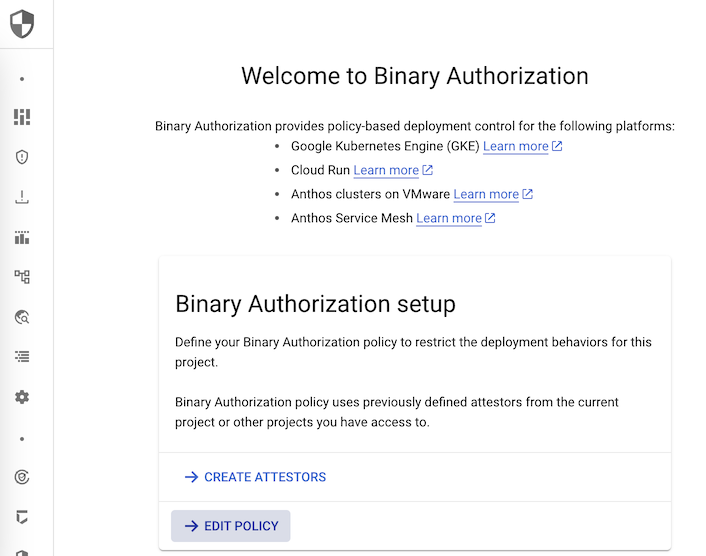 Welcome to Binary Authorization
Binary Authorization provides policy-based deployment control for the following platforms:
• Google Kubernetes Engine (GKE) Learn more
• Cloud Run Learn more
• Anthos clusters on VMware Learn more
• Anthos Service Mesh Learn more
Binary Authorization setup
Define your Binary Authorization policy to restrict the deployment behaviors for this
project.
Binary Authorization policy uses previously defined attestors from the current
project or other projects you have access to.
CREATE ATTESTORS
EDIT POLICY